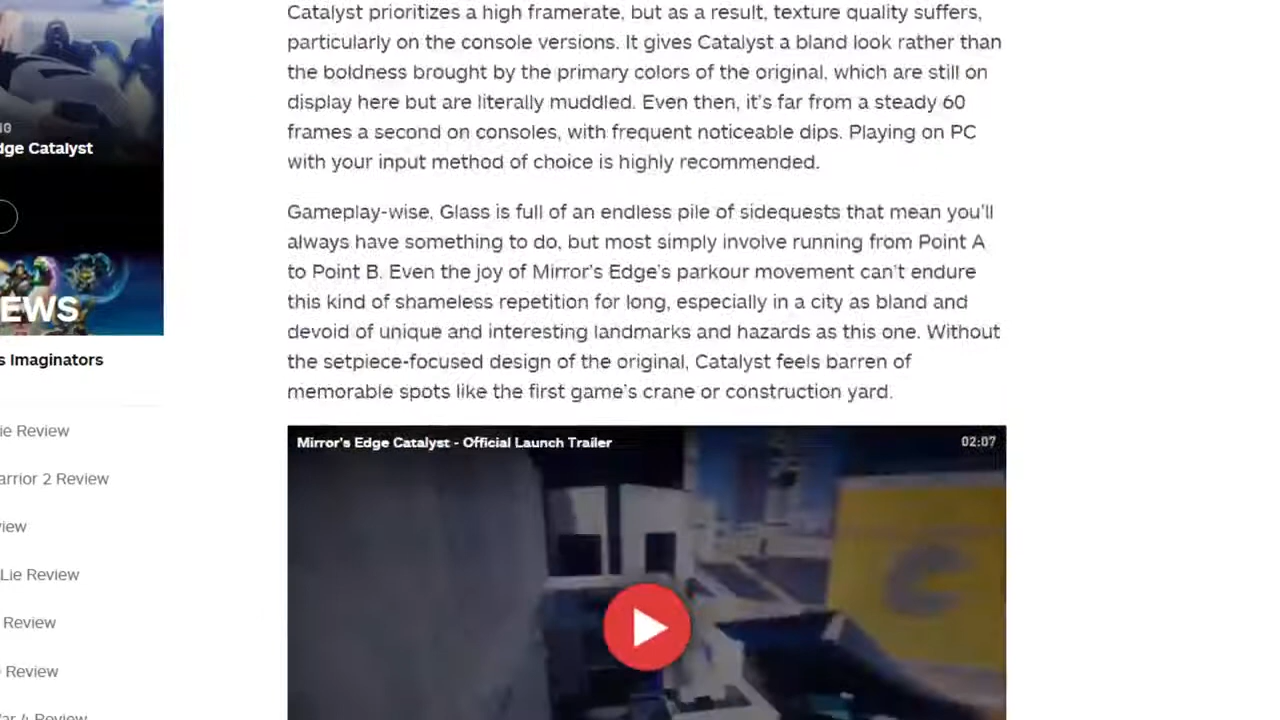 Catalyst prioritizes a high framerate, but as a result, texture quality suffers,
particularly on the console versions. It gives Catalyst a bland look rather than
the boldness brought by the primary colors of the original, which are still on
display here but are literally muddled. Even then, it's far from a steady 60
frames a second on consoles, with frequent noticeable dips. Playing on PC
with your input method of choice is highly recommended.
Gameplay-wise, Glass is full of an endless pile of sidequests that mean you'll
always have something to do, but most simply involve running from Point A
to Point B. Even the joy of Mirror's Edge's parkour movement can't endure
this kind of shameless repetition for long, especially in a city as bland and
devoid of unique and interesting landmarks and hazards as this one. Without
the setpiece-focused design of the original, Catalyst feels barren of
memorable spots like the first game's crane or construction yard.
Mirror's Edge Catalyst - Official Launch Trailer
02:07
dge Catalyst
EWS
s Imaginators
ie Review
arrior 2 Review
view
Lie Review
Review
Review